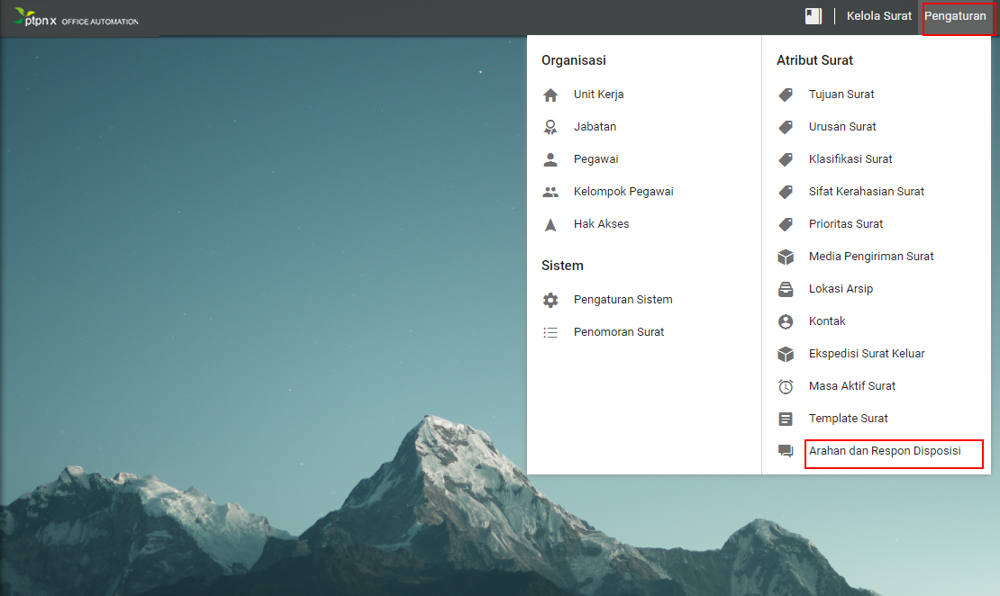 ptpn x OFFICE AUTOMATION
Kelola Surat
Pengaturan
Organisasi
Unit Kerja
Jabatan
Pegawai
Kelompok Pegawai
Hak Akses
Sistem
Pengaturan Sistem
Penomoran Surat
Atribut Surat
Tujuan Surat
Urusan Surat
Klasifikasi Surat
Sifat Kerahasian Surat
Prioritas Surat
Media Pengiriman Surat
Lokasi Arsip
Kontak
Ekspedisi Surat Keluar
Masa Aktif Surat
Template Surat
Arahan dan Respon Disposisi